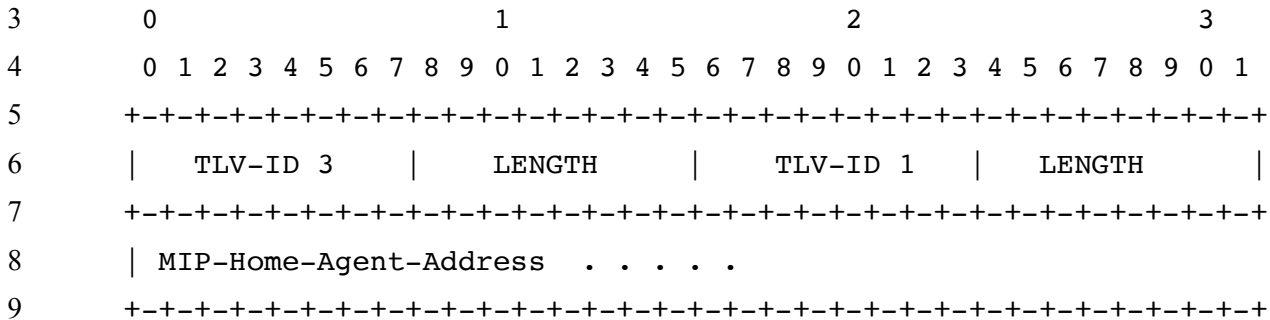 3 0 1 2 3
4 0 1 2 3 4 5 6 7 8 9 0 1 2 3 4 5 6 7 8 9 0 1 2 3 4 5 6 7 8 9 0 1
5 +-+-+-+-+-+-+-+-+-+-+-+-+-+-+-+-+-+-+-+-+-+-+-+-+-+-+-+-+-+-+-+-+
6 | TLV-ID 3 | LENGTH | TLV-ID 1 | LENGTH |
7 +-+-+-+-+-+-+-+-+-+-+-+-+-+-+-+-+-+-+-+-+-+-+-+-+-+-+-+-+-+-+-+-+
8 | MIP-Home-Agent-Address . . . . .
9 +-+-+-+-+-+-+-+-+-+-+-+-+-+-+-+-+-+-+-+-+-+-+-+-+-+-+-+-+-+-+-+-+